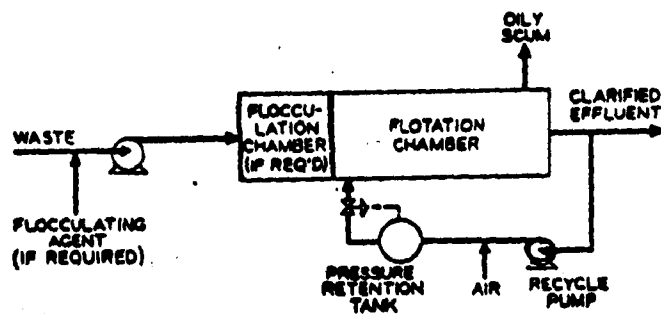 OILY
SCUM
WASTE
FLOCCU-
LATION
CHAMBER
(IF REQ'D)
FLOTATION
CHAMBER
CLARIFIED
EFFLUENT
FLOCCULATING
AGENT
(IF REQUIRED)
PRESSURE
RETENTION
TANK
AIR
RECYCLE
PUMP